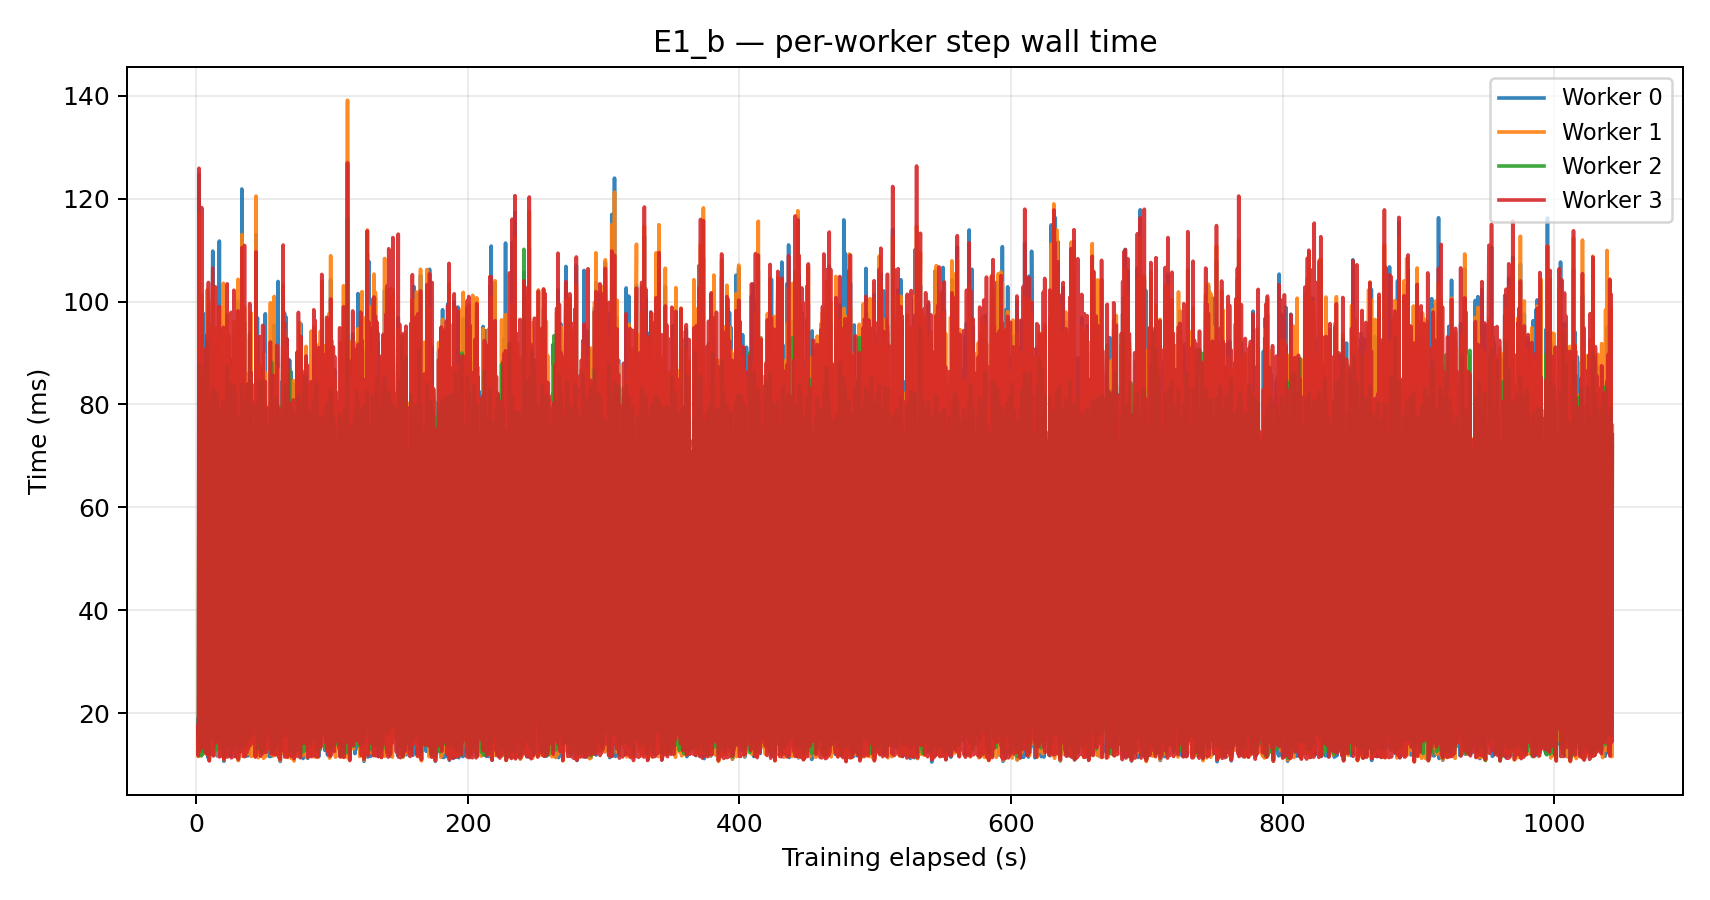 E1_b — per-worker step wall time
Time (ms)
140
120
100
80
60
40
20
0
200
400
600
800
1000
Training elapsed (s)
Worker 0
Worker 1
Worker 2
Worker 3